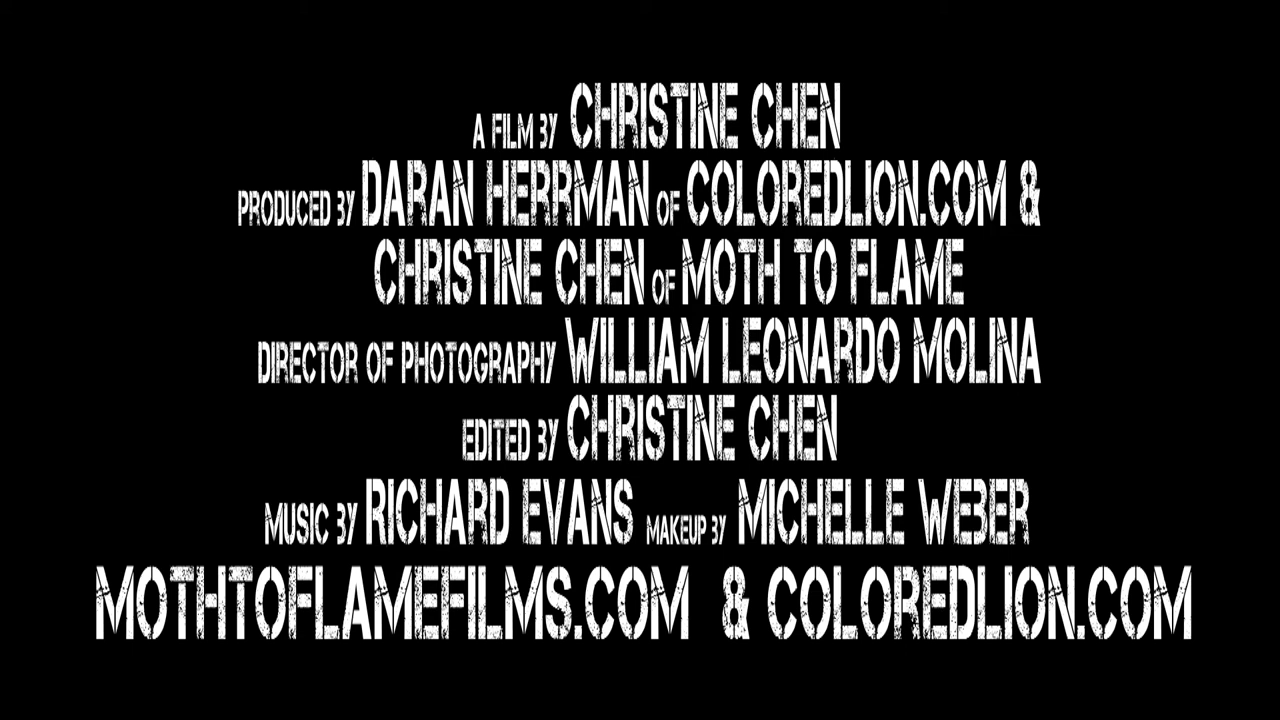 A FILM BY CHRISTINE CHEN
PRODUCED BY DARAN HERRMAN OF COLOREDLION.COM &
CHRISTINE CHEN OF MOTH TO FLAME
DIRECTOR OF PHOTOGRAPHY WILLIAM LEONARDO MOLINA
EDITED BY CHRISTINE CHEN
MUSIC BY RICHARD EVANS MAKEUP BY MICHELLE WEBER
MOTHTOFLAMEFILMS.COM & COLOREDLION.COM